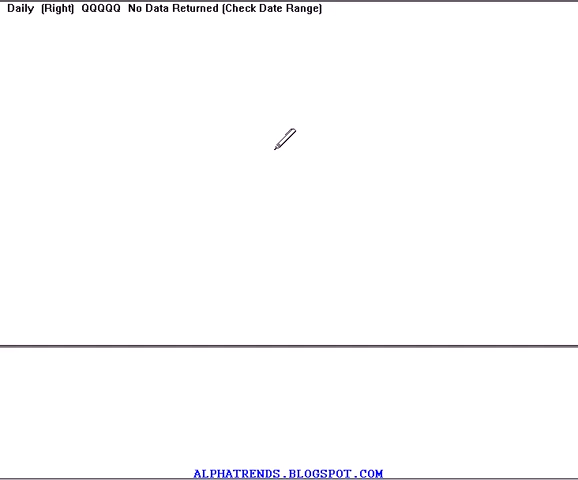 Daily (Right) QQQQQ No Data Returned (Check Date Range)
ALPHATRENDS.BLOGSPOT.COM